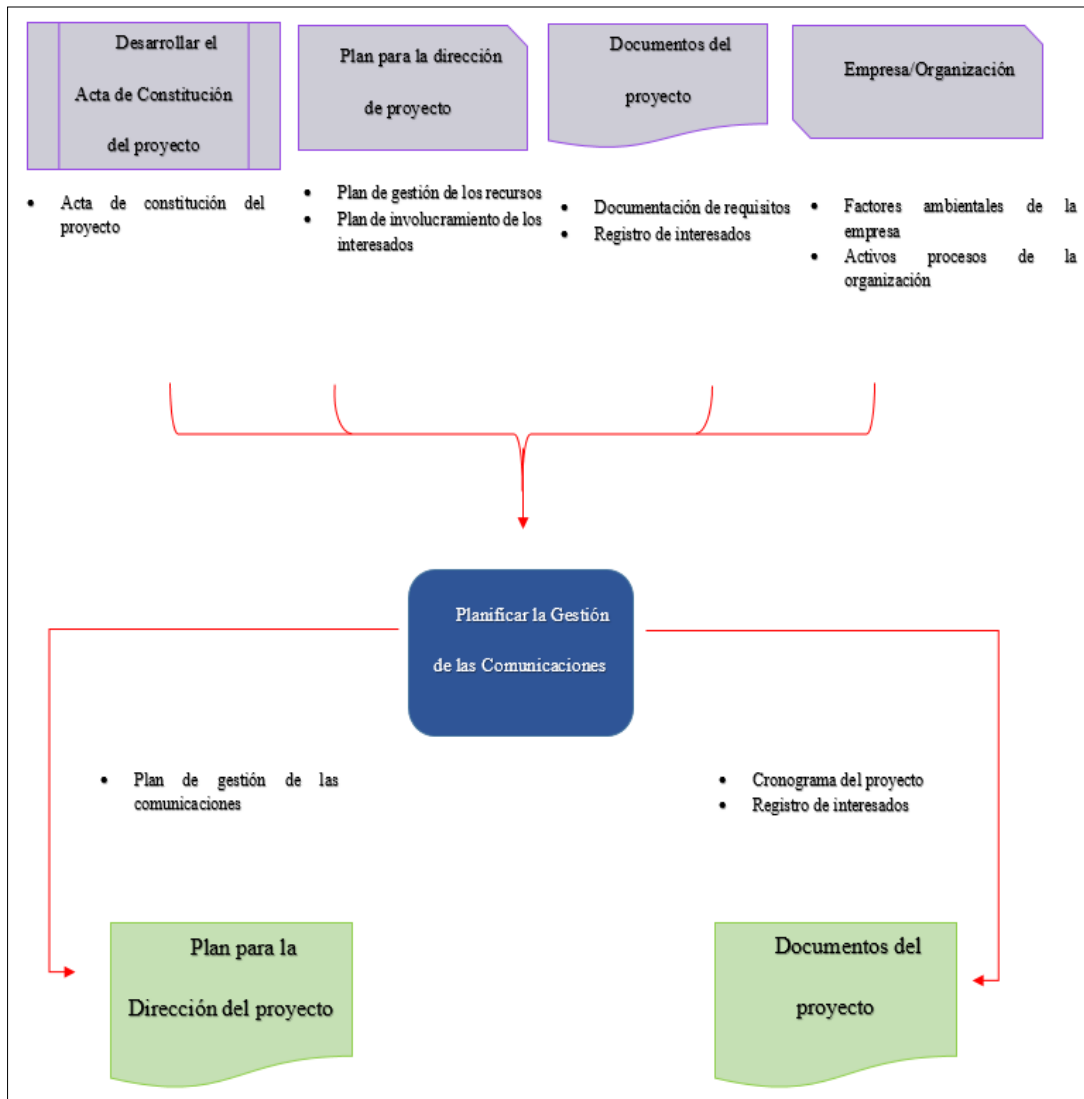 Desarrollar el
Acta de Constitución
del proyecto
Plan para la dirección
de proyecto
Documentos del
proyecto
Empresa/Organización
• Acta de constitución del
proyecto
• Plan de gestión de los recursos
• Plan de involucramiento de los
interesados
• Documentación de requisitos
• Registro de interesados
• Factores ambientales de la
empresa
• Activos procesos de la
organización
Planificar la Gestión
de las Comunicaciones
• Plan de gestión de las
comunicaciones
• Cronograma del proyecto
• Registro de interesados
Plan para la
Dirección del proyecto
Documentos del
proyecto